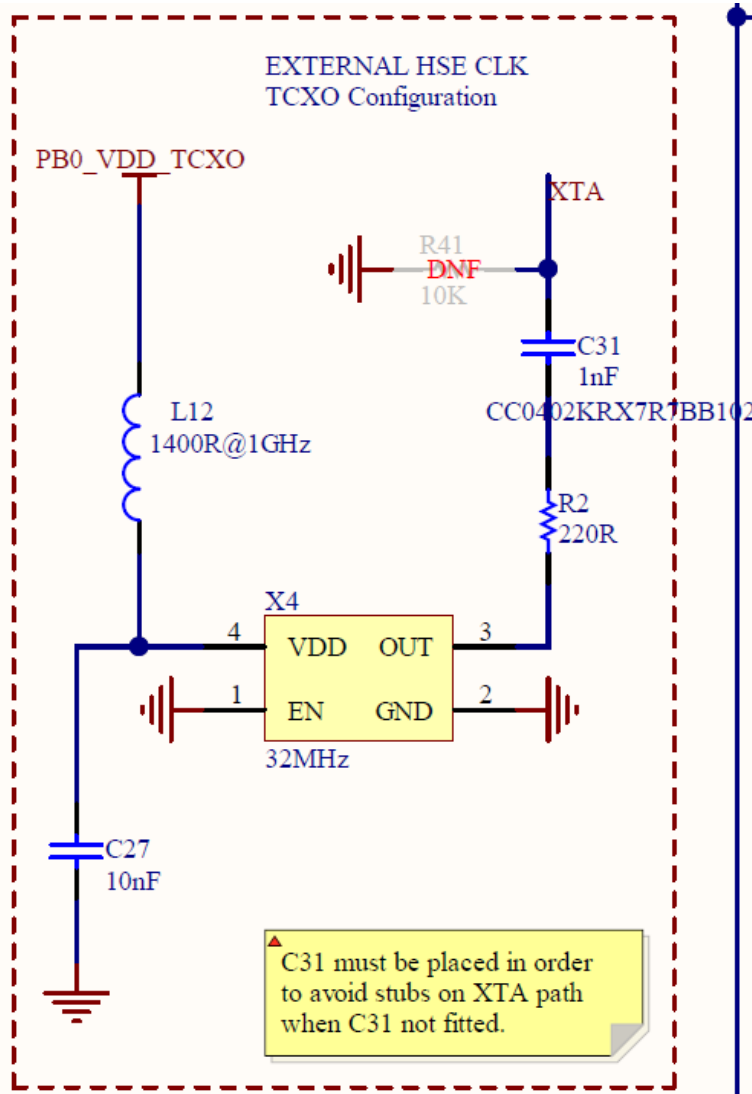 EXTERNAL HSE CLK
TCXO Configuration
PB0_VDD_TCXO
XTA
R41
DNF
10K
C31
1nF
CC0402KRX7R7BB102
L12
1400R@1GHz
R2
220R
X4
4 VDD OUT 3
1 EN GND 2
32MHz
C27
10nF
C31 must be placed in order
to avoid stubs on XTA path
when C31 not fitted.